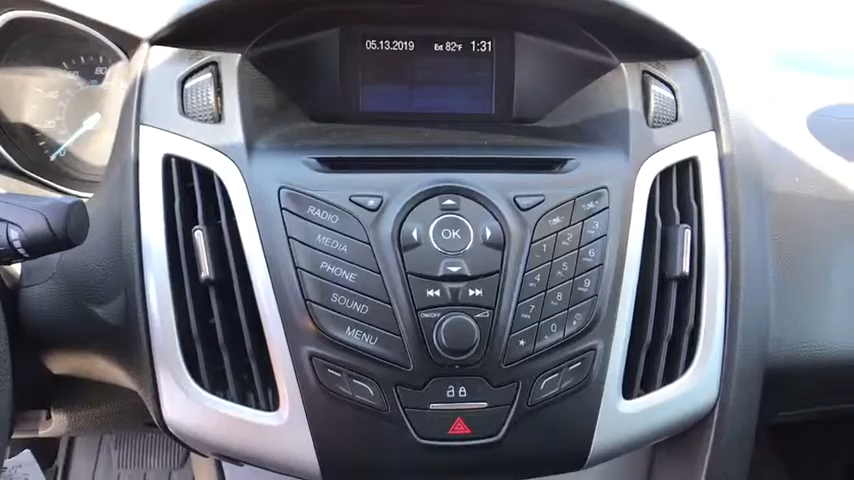 05.13.2019 Ext 82°F 1:31
RADIO
MEDIA
PHONE
SOUND
MENU
OK
ON/OFF
TUNE - TUNE +
1 2 3
4 5 6
7 8 9
* 0